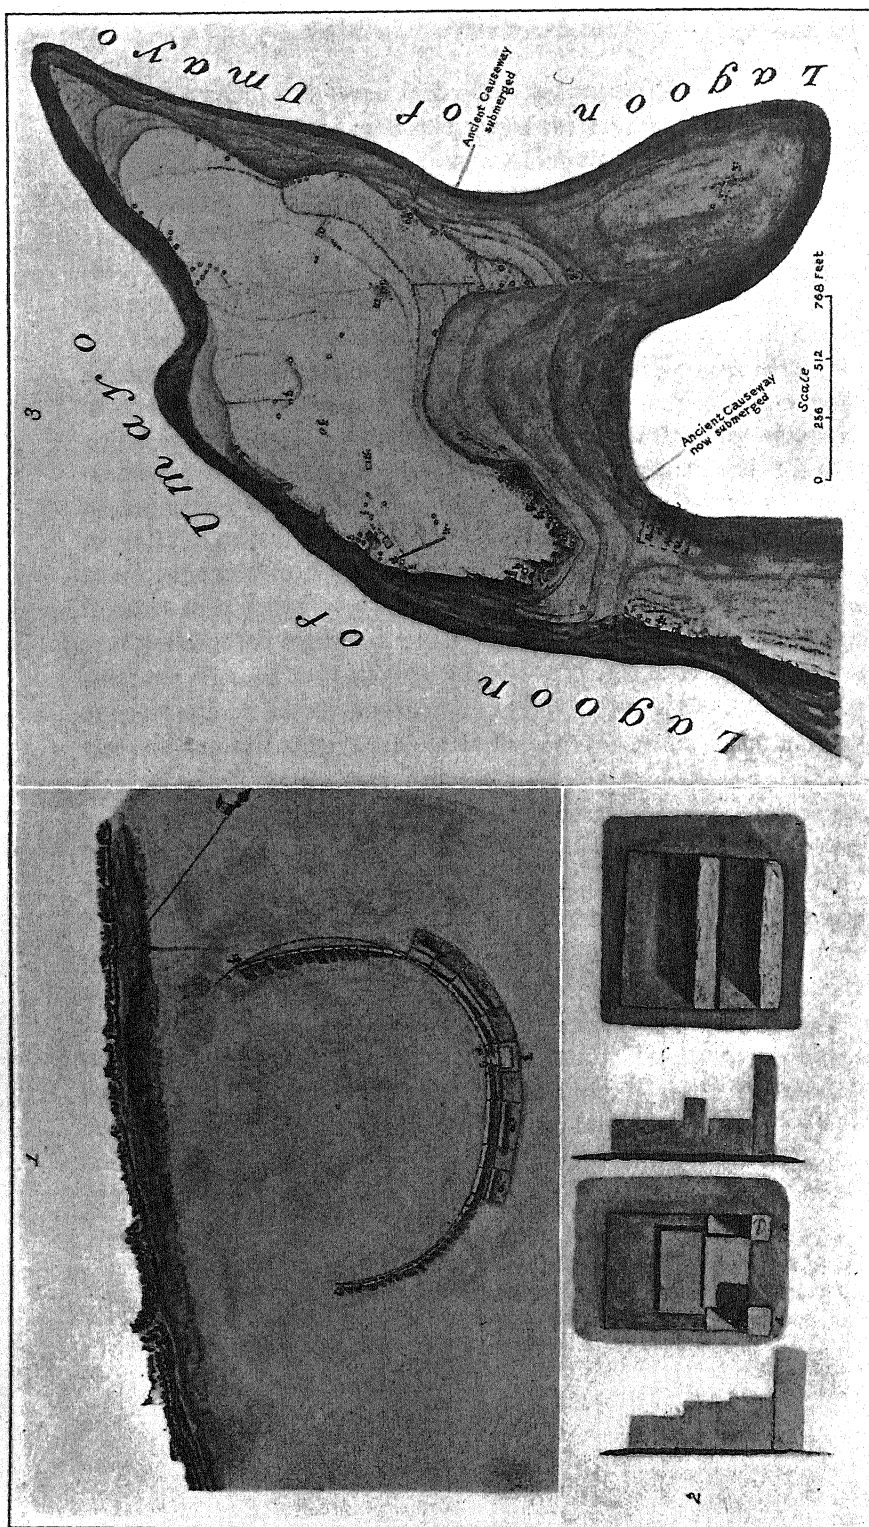 Lagoon of Umayo
Ancient Causeway
submerged
3
Lagoon of Umayo
Ancient Causeway
now submerged
Scale
0 256 512 768 Feet
1
2